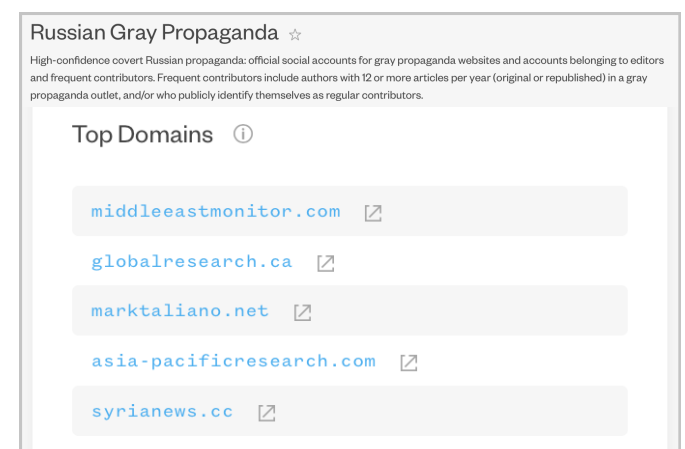 Russian Gray Propaganda
High-confidence covert Russian propaganda: official social accounts for gray propaganda websites and accounts belonging to editors
and frequent contributors. Frequent contributors include authors with 12 or more articles per year (original or republished) in a gray
propaganda outlet, and/or who publicly identify themselves as regular contributors.
Top Domains
middleeastmonitor.com
globalresearch.ca
marktaliano.net
asia-pacificresearch.com
syrianews.cc